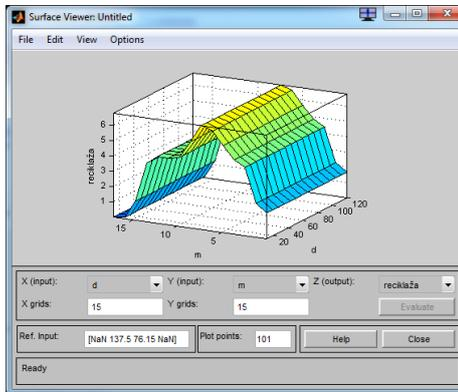 Surface Viewer: Untitled
File Edit View Options
6
5
4
3
2
1
reciklaža
15 10 5
m
20 40 60 80 100 120
d
X (input): d Y (input): m Z (output): reciklaža
X grids: 15 Y grids: 15 Evaluate
Ref. Input: [NaN 137.5 76.15 NaN] Plot points: 101 Help Close
Ready